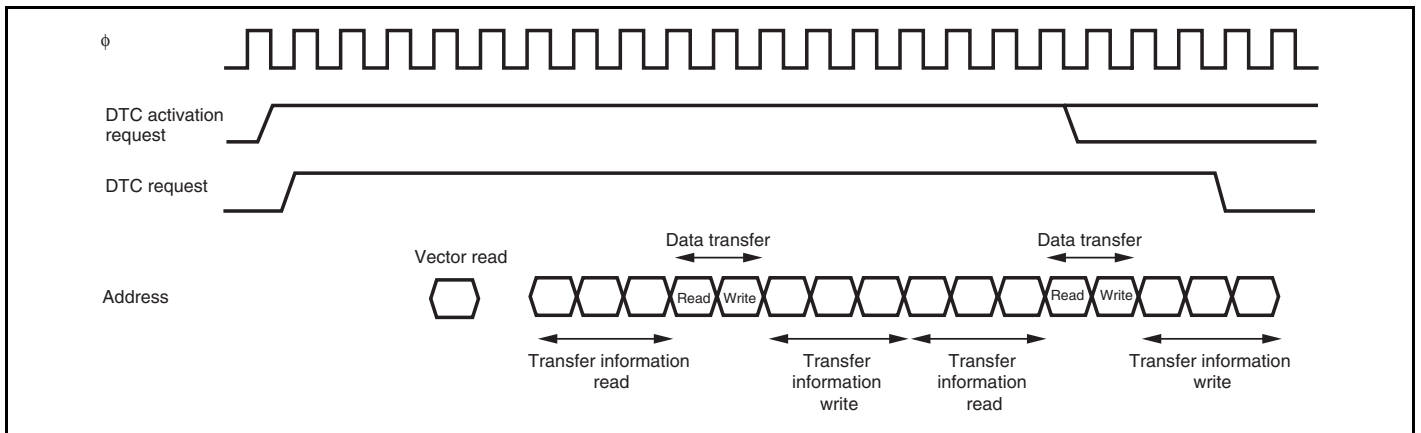 ϕ
DTC activation
request
DTC request
Data transfer
Data transfer
Vector read
Address
Read
Write
Read
Write
Transfer information
read
Transfer
information
write
Transfer
information
read
Transfer information
write